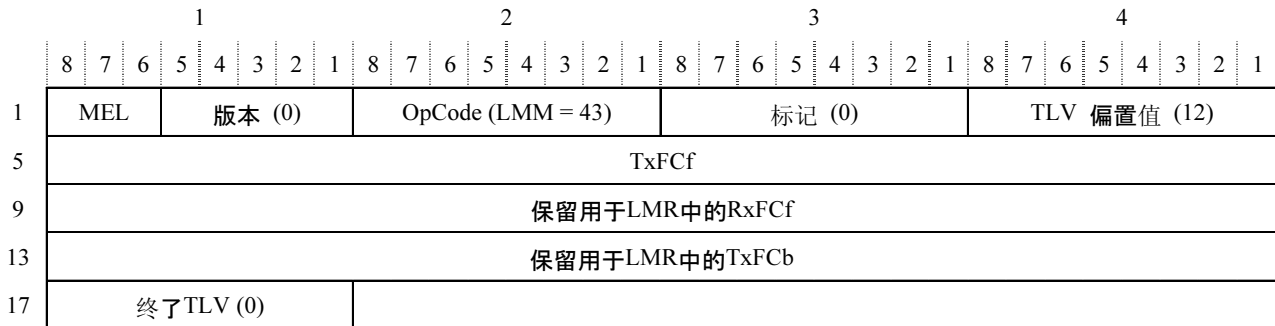 1 2 3 4
8 7 6 5 4 3 2 1 8 7 6 5 4 3 2 1 8 7 6 5 4 3 2 1 8 7 6 5 4 3 2 1
1 MEL 版本 (0) OpCode (LMM = 43) 标记 (0) TLV 偏置值 (12)
5 TxFCf
9 保留用于LMR中的RxFCf
13 保留用于LMR中的TxFCb
17 终了TLV (0)